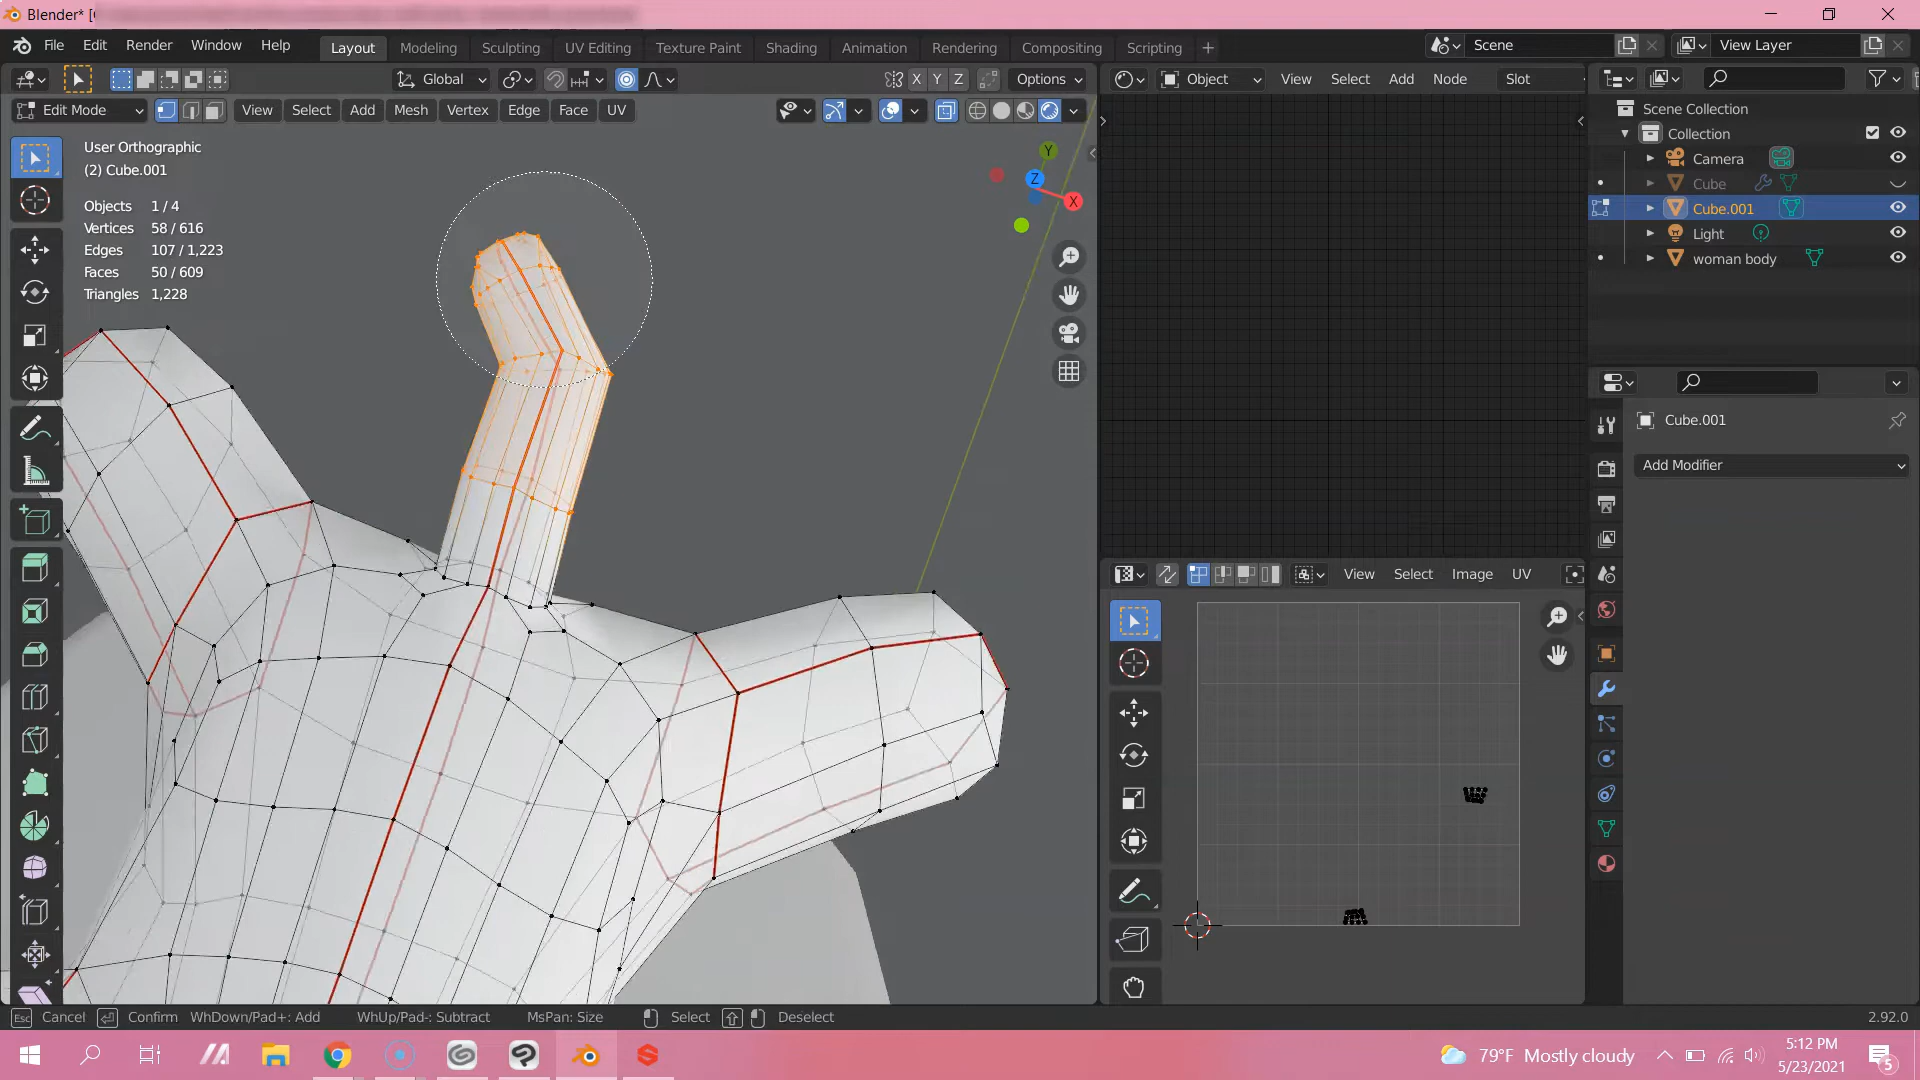 Blender* [
File Edit Render Window Help Layout Modeling Sculpting UV Editing Texture Paint Shading Animation Rendering Compositing Scripting + Scene View Layer
Global X Y Z Options Object View Select Add Node Slot
Edit Mode View Select Add Mesh Vertex Edge Face UV
User Orthographic
(2) Cube.001
Objects 1 / 4
Vertices 58 / 616
Edges 107 / 1,223
Faces 50 / 609
Triangles 1,228
Y
Z
X
Scene Collection
Collection
Camera
Cube
Cube.001
Light
woman body
Cube.001
Add Modifier
View Select Image UV
Esc Cancel Confirm WhDown/Pad+: Add WhUp/Pad-: Subtract MsPan: Size Select Deselect 2.92.0
79°F Mostly cloudy
5:12 PM
5/23/2021
5